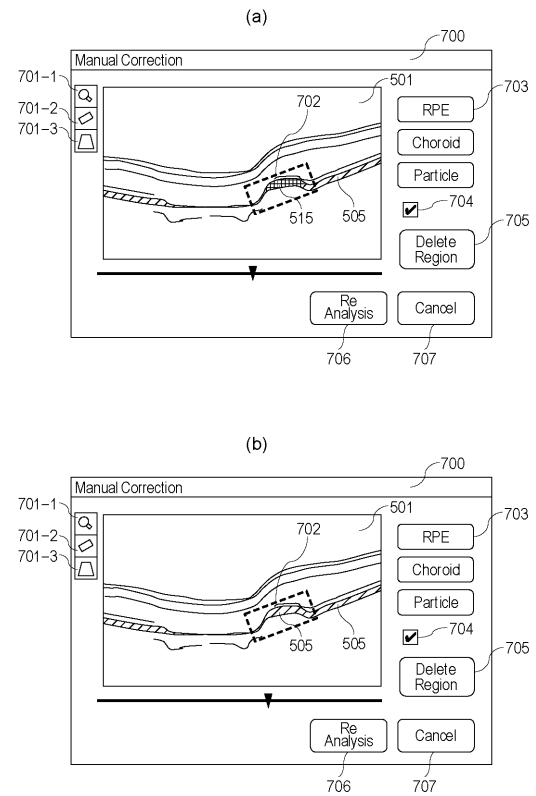 (a)
700
Manual Correction
701-1
701-2
701-3
501
702
703
RPE
Choroid
Particle
704
515
505
705
Delete
Region
Re
Analysis
Cancel
706
707
(b)
700
Manual Correction
701-1
701-2
701-3
501
702
703
RPE
Choroid
Particle
704
505
505
705
Delete
Region
Re
Analysis
Cancel
706
707